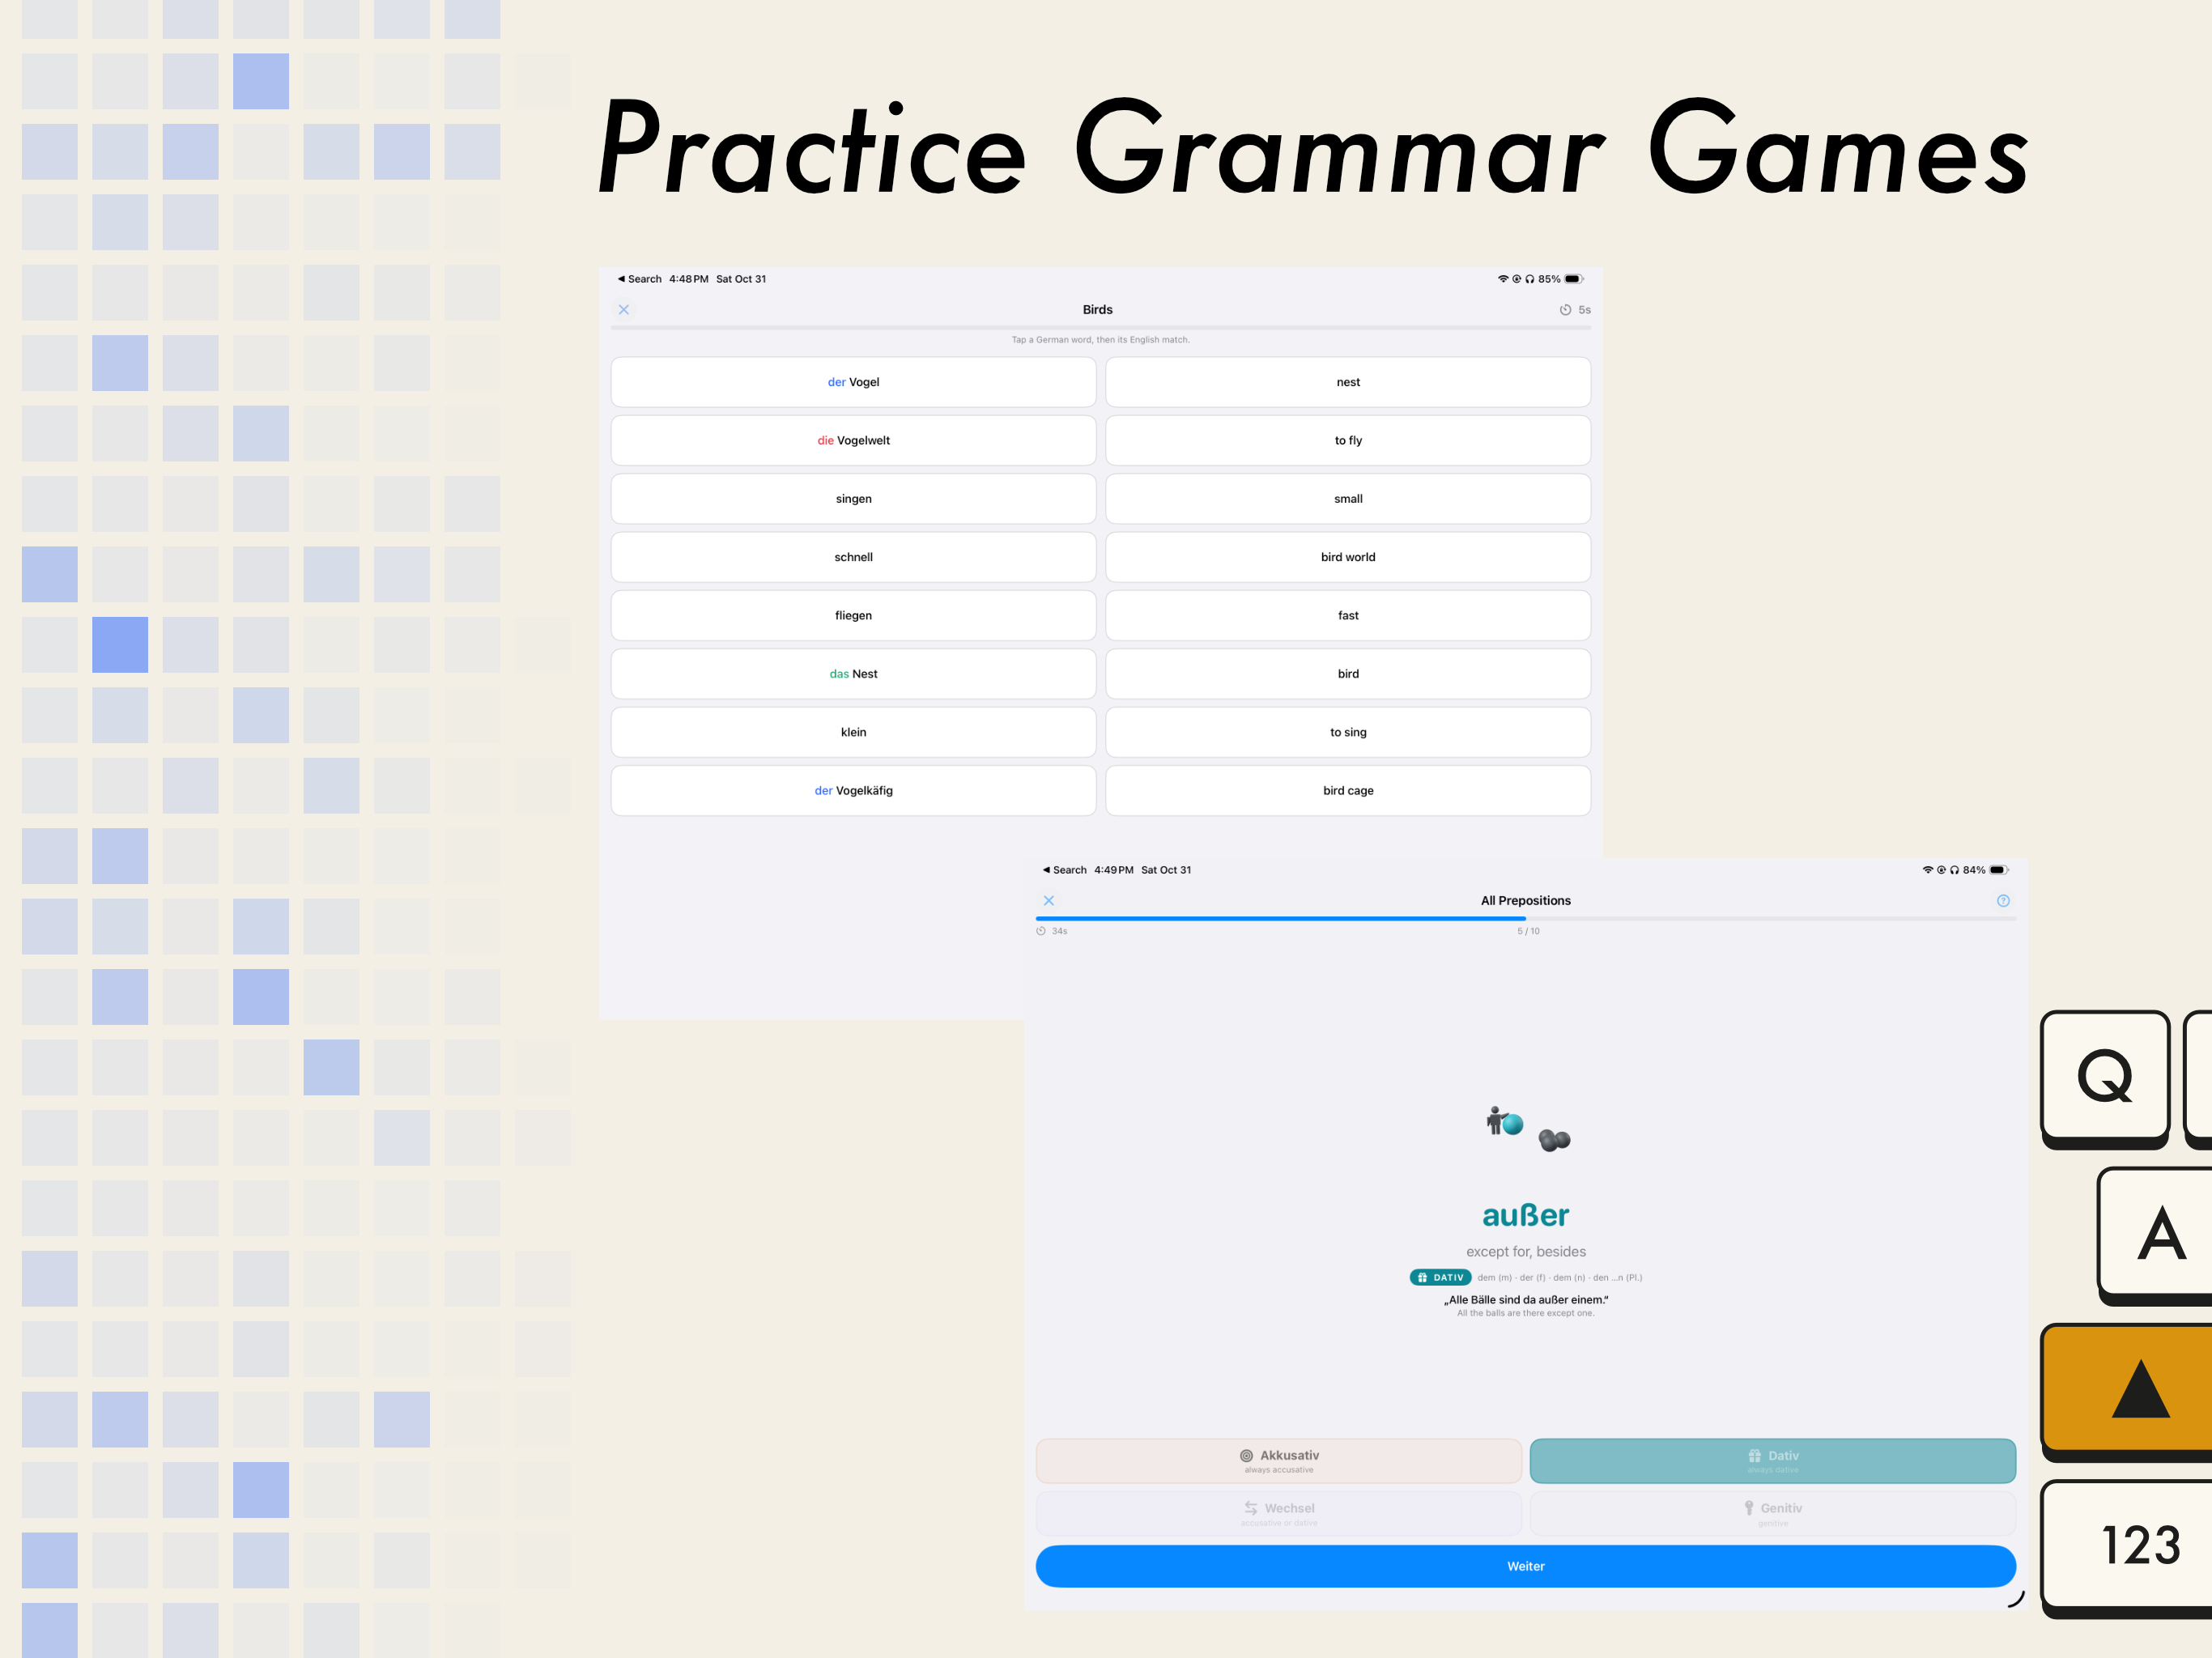 Practice Grammar Games
Search 4:48 PM Sat Oct 31
85%
Birds
5s
Tap a German word, then its English match.
der Vogel
nest
die Vogelwelt
to fly
singen
small
schnell
bird world
fliegen
fast
das Nest
bird
klein
to sing
der Vogelkäfig
bird cage
Search 4:49 PM Sat Oct 31
84%
All Prepositions
?
34s
5 / 10
außer
except for, besides
DATIV dem (m) · der (f) · dem (n) · den ...n (Pl.)
„Alle Bälle sind da außer einem.“
All the balls are there except one.
Akkusativ
always accusative
Dativ
always dative
Wechsel
accusative or dative
Genitiv
genitive
Weiter
Q
A
123